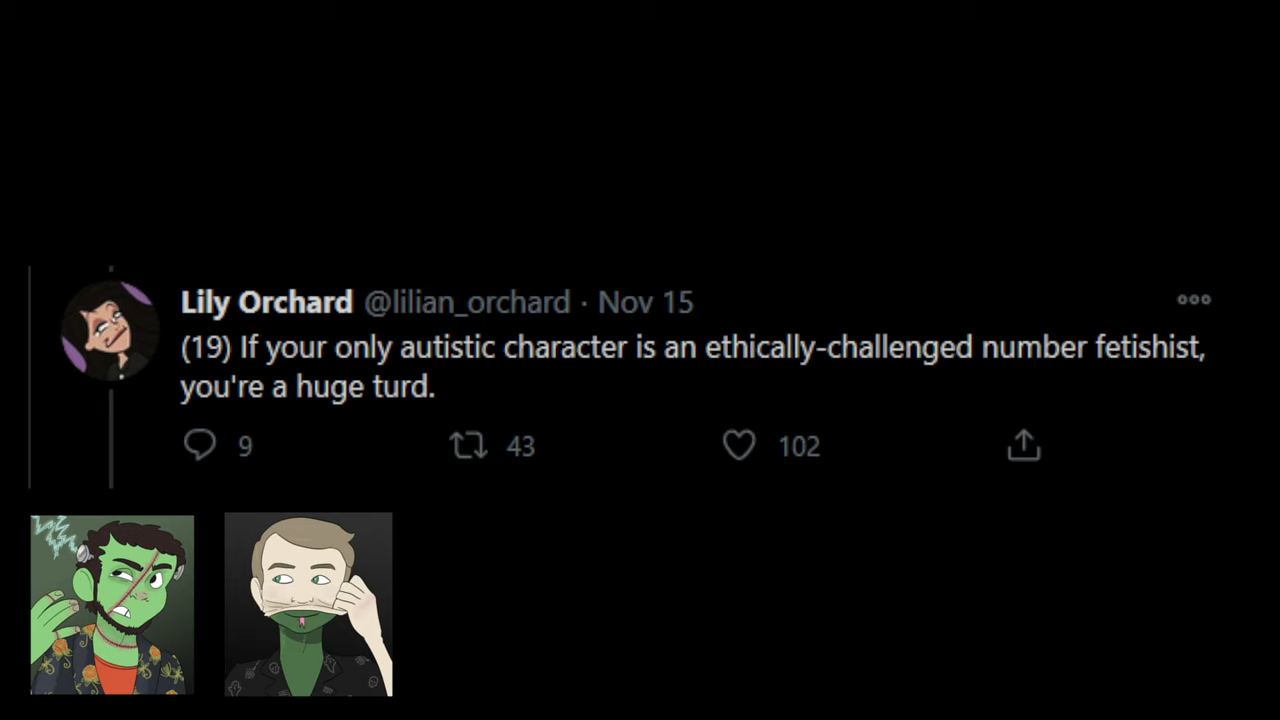 Lily Orchard @lilian_orchard · Nov 15
(19) If your only autistic character is an ethically-challenged number fetishist,
you're a huge turd.
9 43 102